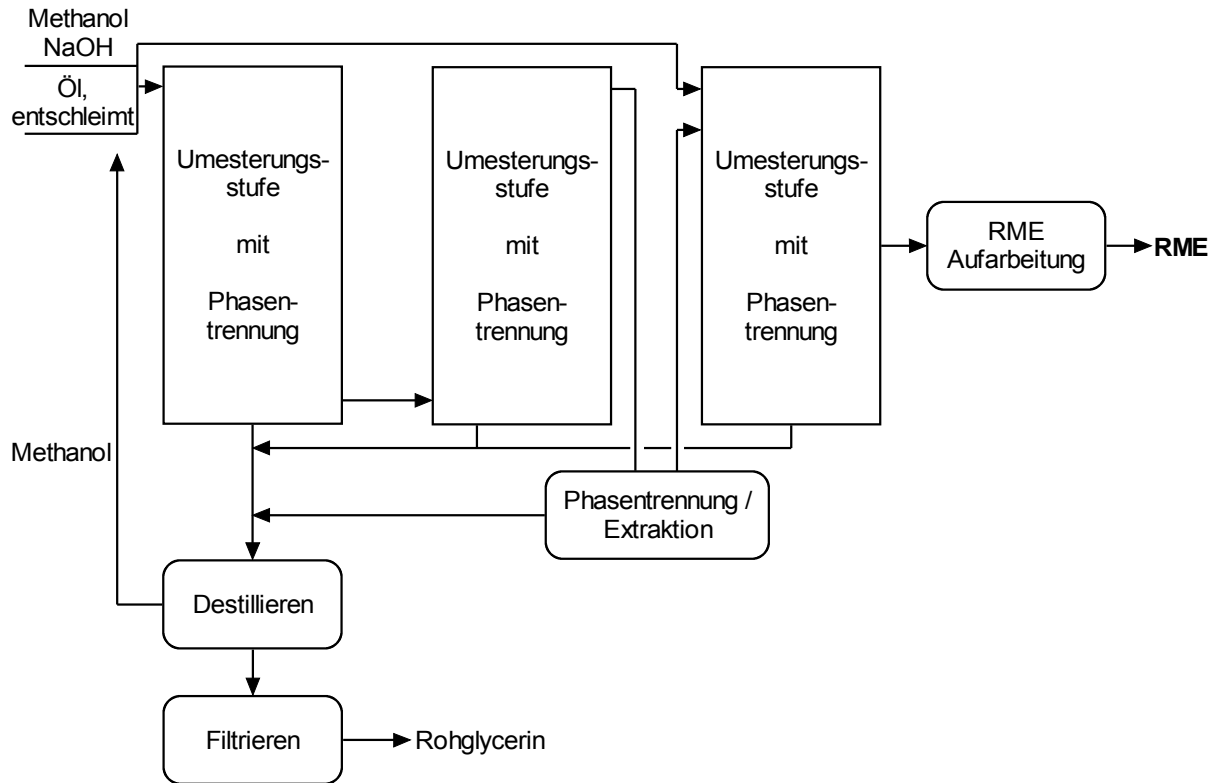 Methanol
NaOH
Öl,
entschleimt
Umesterungs-
stufe
mit
Phasen-
trennung
Umesterungs-
stufe
mit
Phasen-
trennung
Umesterungs-
stufe
mit
Phasen-
trennung
RME
Aufarbeitung
RME
Methanol
Phasentrennung /
Extraktion
Destillieren
Filtrieren
Rohglycerin